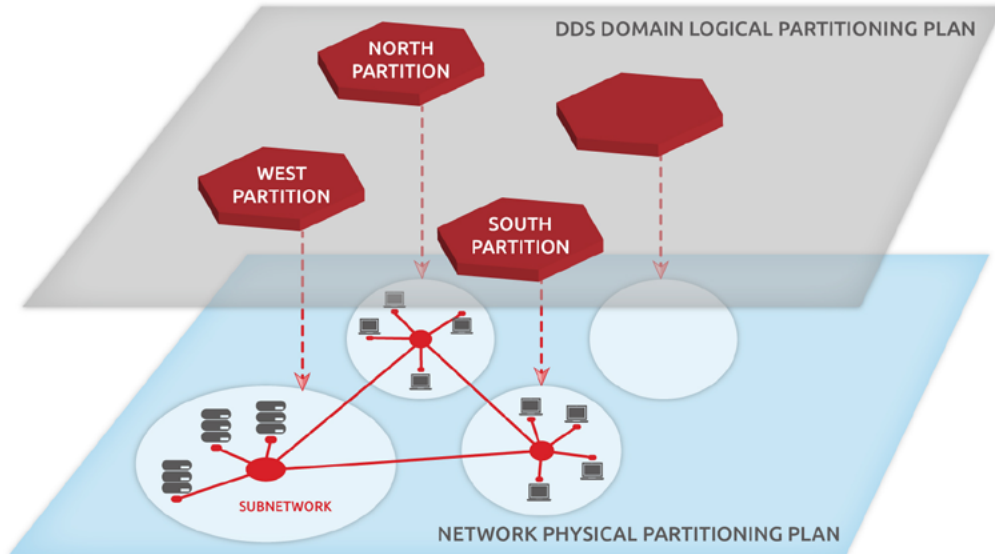 DDS DOMAIN LOGICAL PARTITIONING PLAN
NORTH
PARTITION
WEST
PARTITION
SOUTH
PARTITION
SUBNETWORK
NETWORK PHYSICAL PARTITIONING PLAN